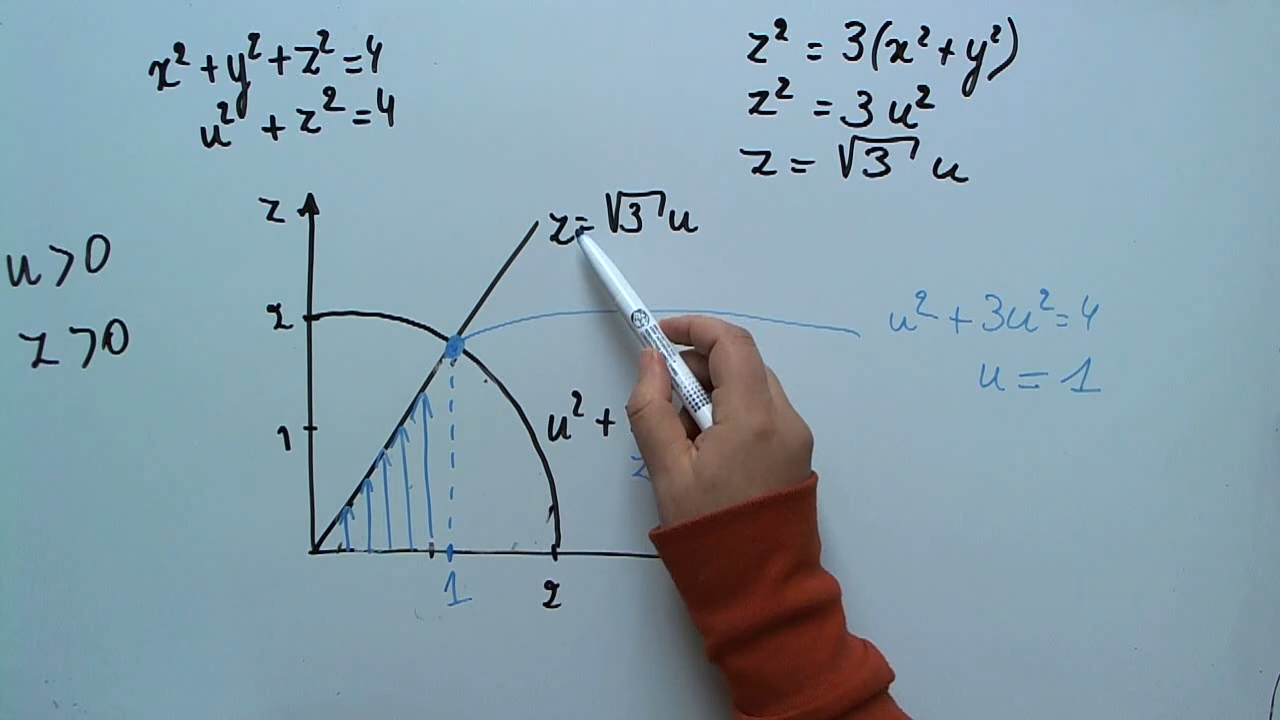 x² + y² + z² = 4
u² + z² = 4
z² = 3(x² + y²)
z² = 3u²
z = √3 u
z
z = √3 u
u > 0
z > 0
2
1
u² + 3u² = 4
u = 1
u² +
1
2